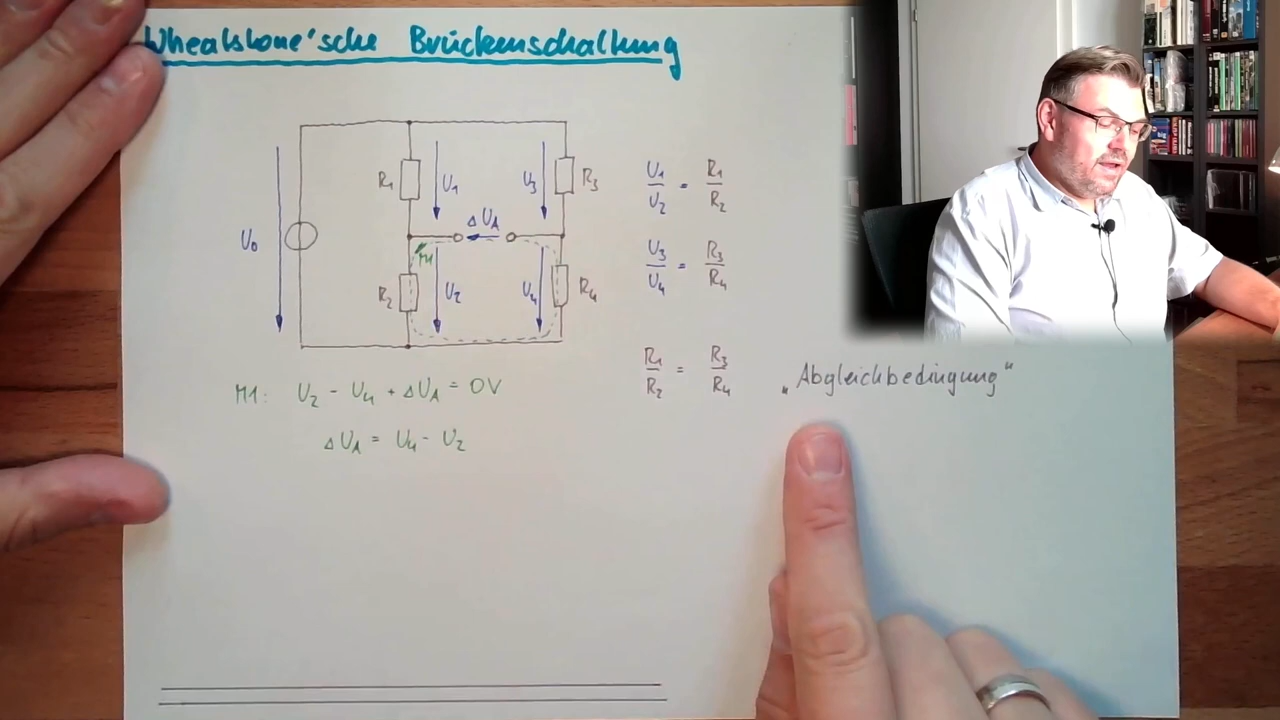 Wheatstone'sche Brückenschaltung
R1 U1 U3 R3
U0
ΔUA
M1
R2 U2 U4 R4
U1/U2 = R1/R2
U3/U4 = R3/R4
R1/R2 = R3/R4 „Abgleichbedingung“
M1: U2 - U4 + ΔUA = 0V
ΔUA = U4 - U2